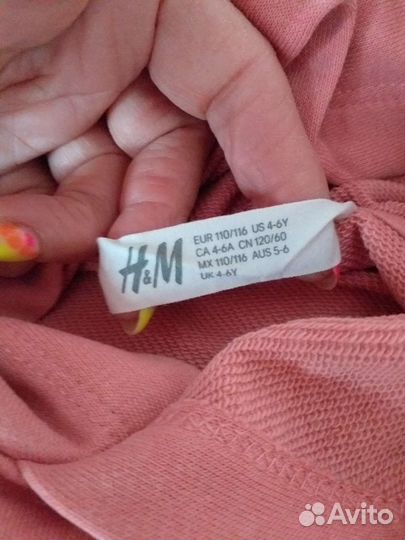 H&M
EUR 110/116 US 4-6Y
CA 4-6A CN 120/60
MX 110/116 AUS 5-6
UK 4-6Y
Avito